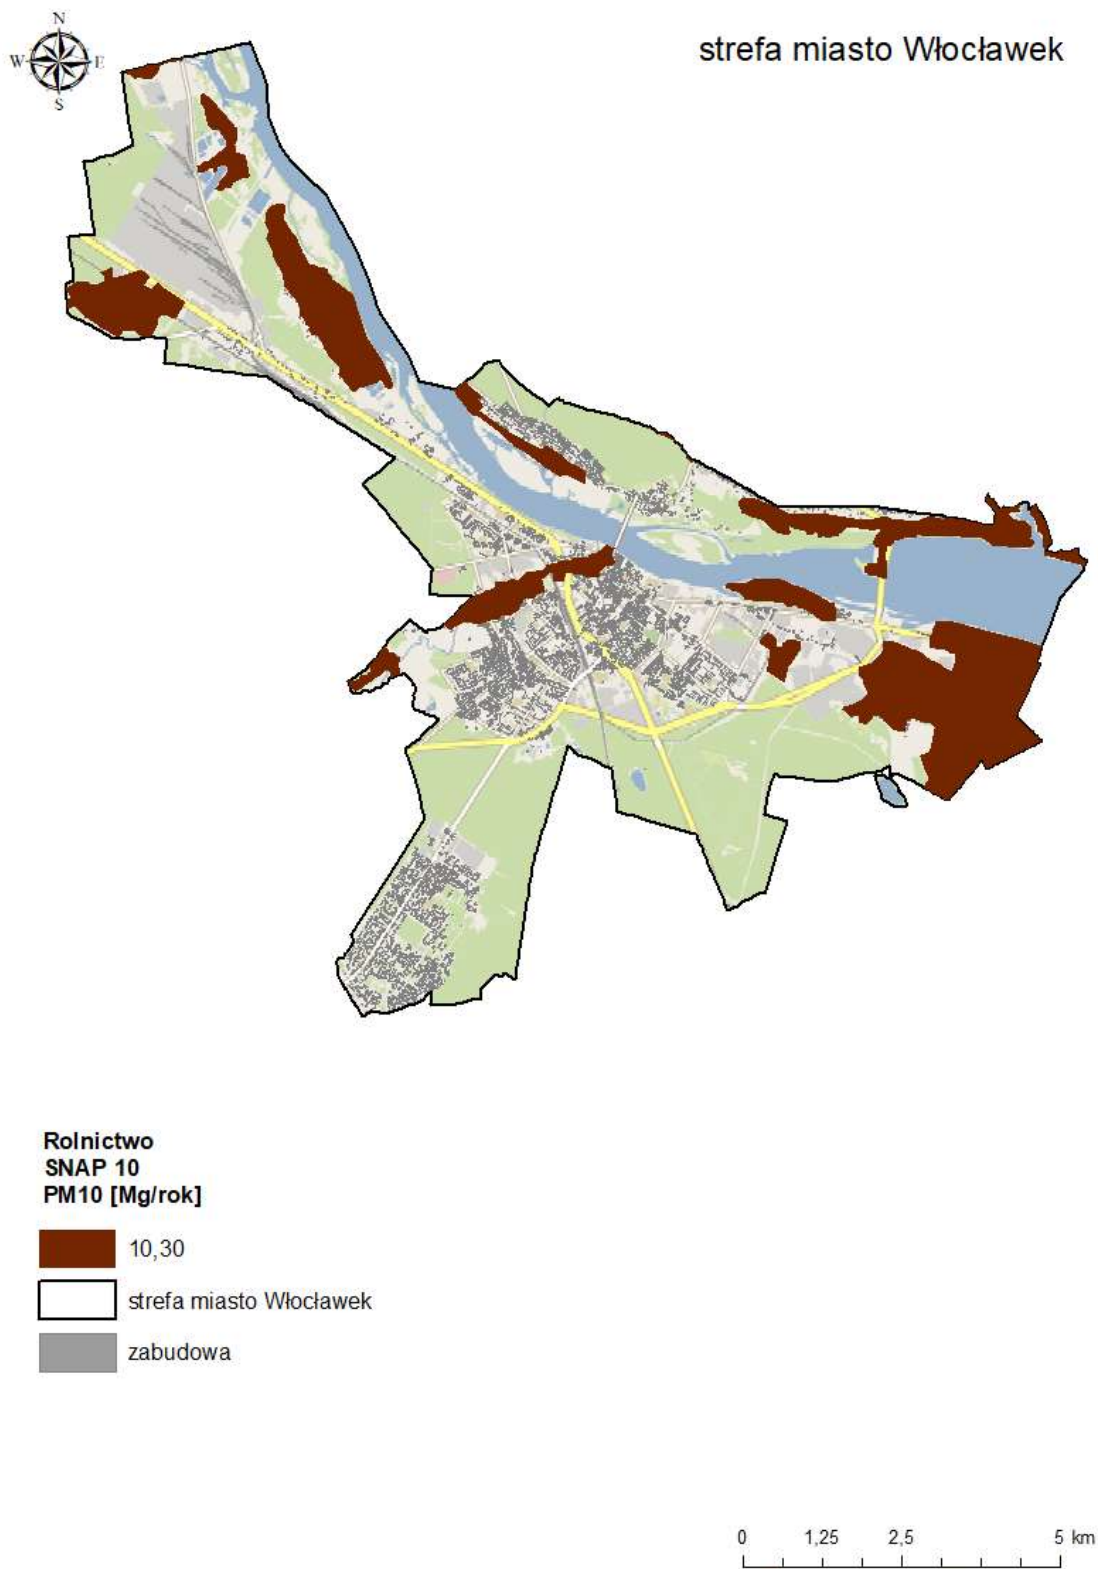 N
strefa miasto Włocławek
W E
S
Rolnictwo
SNAP 10
PM10 [Mg/rok]
10,30
strefa miasto Włocławek
zabudowa
0 1,25 2,5 5 km